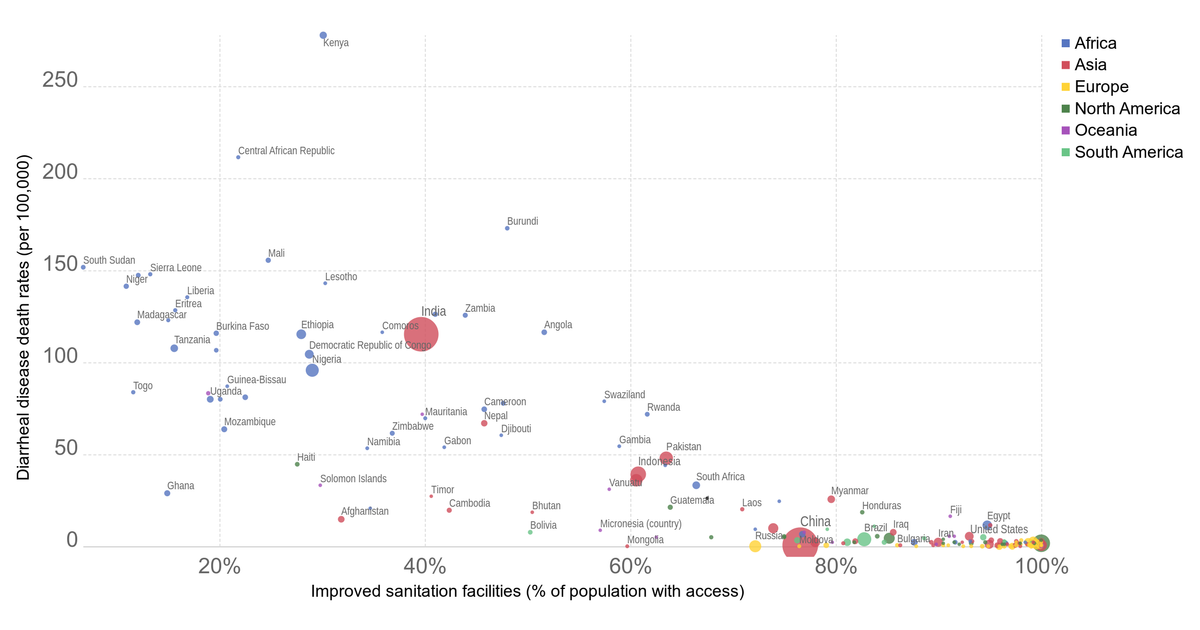 Kenya
Africa
Asia
Europe
North America
Oceania
South America
250
Central African Republic
200
Burundi
Mali
South Sudan
150
Sierra Leone
Niger
Lesotho
Liberia
Eritrea
Madagascar
India
Zambia
Burkina Faso
Ethiopia
Comoros
Angola
Tanzania
Democratic Republic of Congo
100
Nigeria
Togo
Guinea-Bissau
Uganda
Swaziland
Cameroon
Rwanda
Mauritania
Nepal
Mozambique
Zimbabwe
Djibouti
Namibia
Gabon
Gambia
Pakistan
50
Haiti
Indonesia
Solomon Islands
Vanuatu
South Africa
Ghana
Timor
Myanmar
Guatemala
Afghanistan
Cambodia
Bhutan
Laos
Honduras
Fiji
Egypt
Bolivia
Micronesia (country)
China
Brazil
Iraq
United States
Russia
Mongolia
Moldova
Bulgaria
Iran
0
20%
40%
60%
80%
100%
Improved sanitation facilities (% of population with access)
Diarrheal disease death rates (per 100,000)